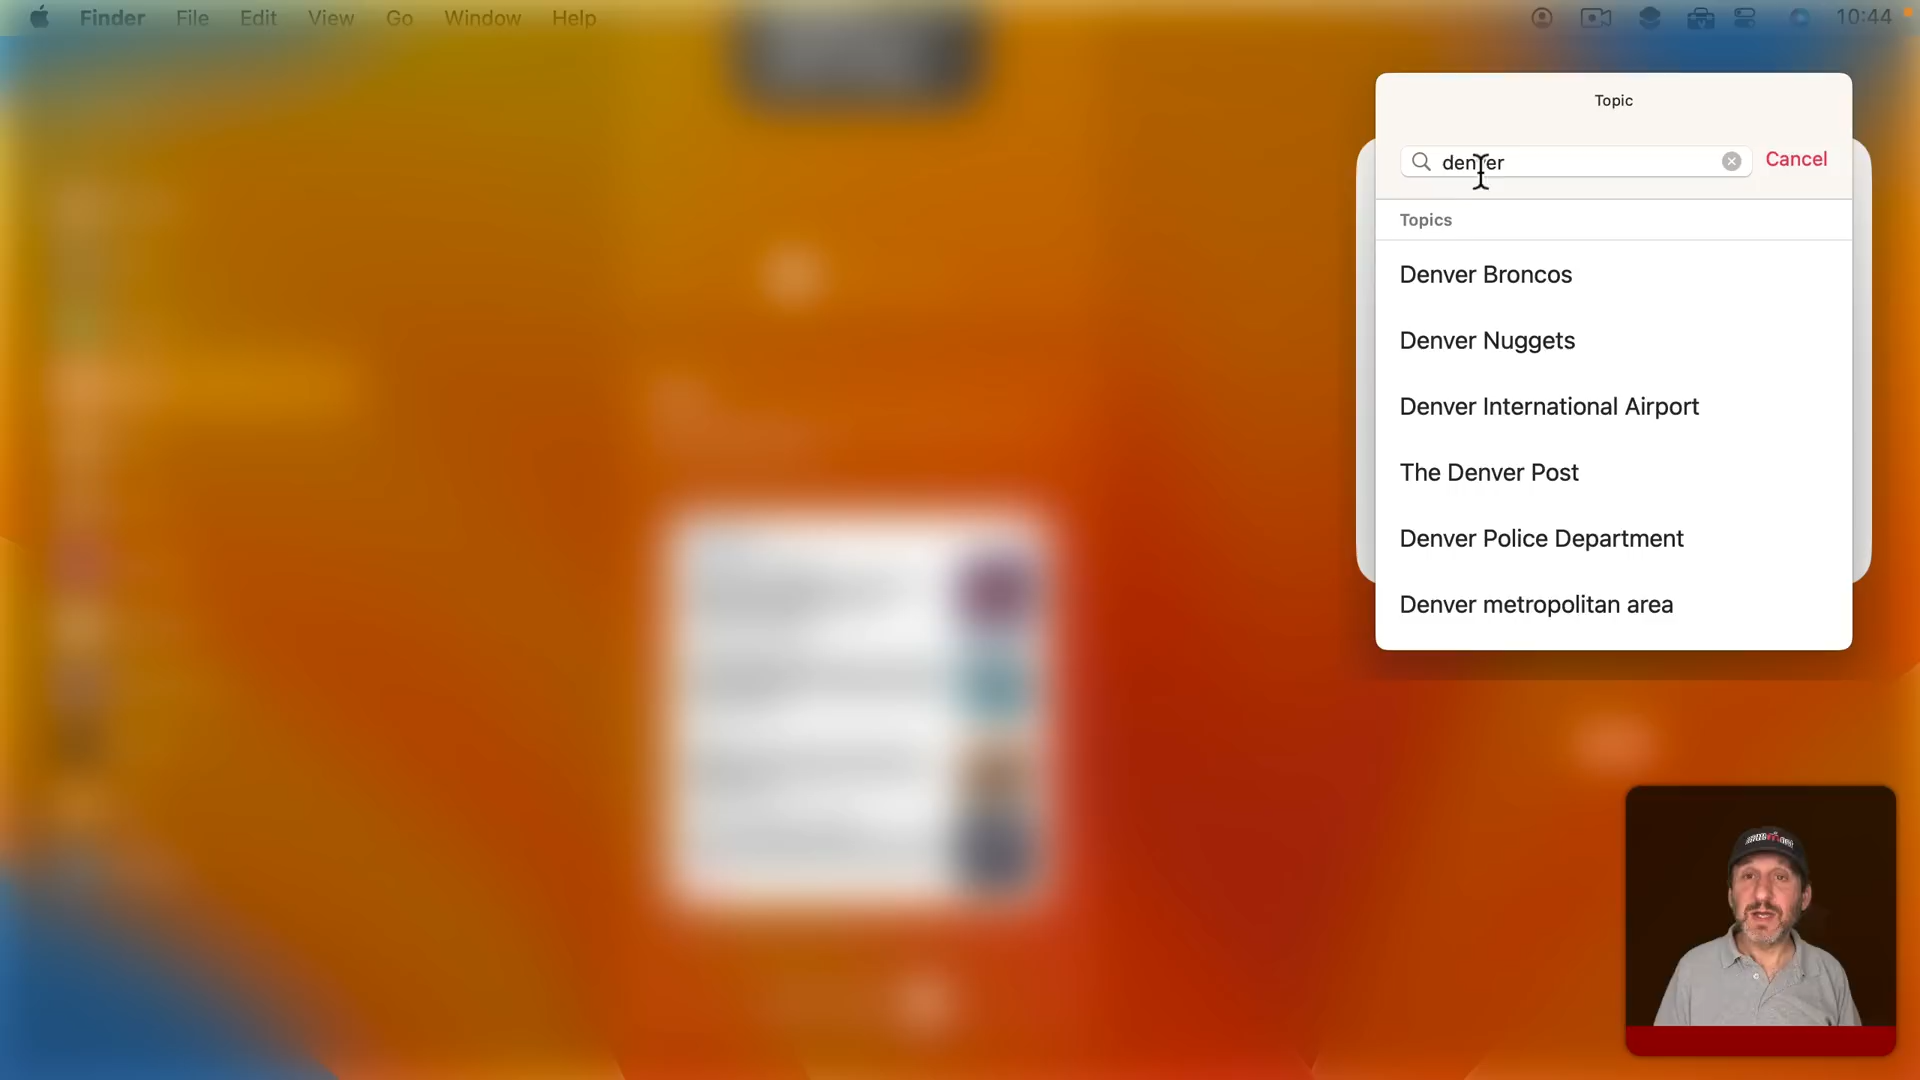 Finder File Edit View Go Window Help 10:44
Topic
denver
Cancel
Topics
Denver Broncos
Denver Nuggets
Denver International Airport
The Denver Post
Denver Police Department
Denver metropolitan area